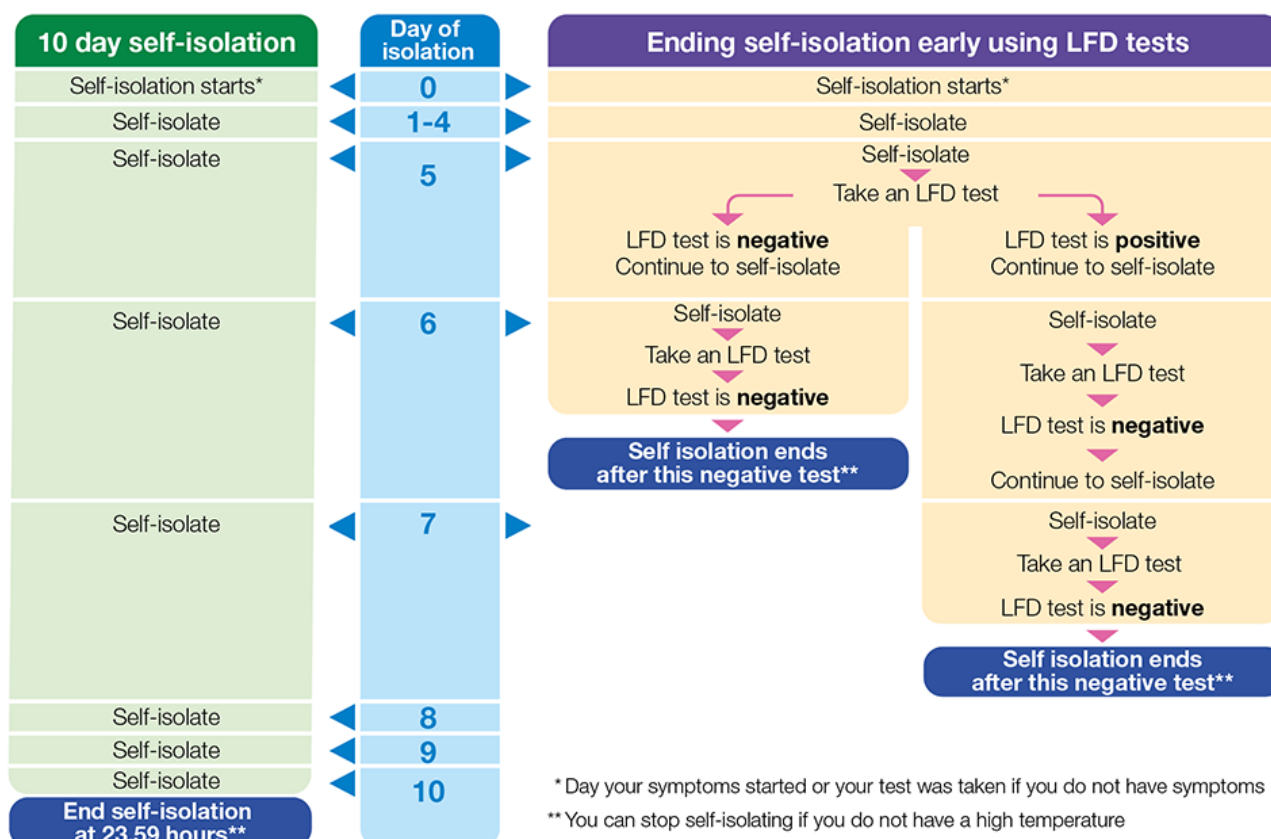 10 day self-isolation
Day of
isolation
Ending self-isolation early using LFD tests
Self-isolation starts*
0
Self-isolation starts*
Self-isolate
1-4
Self-isolate
Self-isolate
5
Self-isolate
Take an LFD test
LFD test is negative
Continue to self-isolate
LFD test is positive
Continue to self-isolate
Self-isolate
6
Self-isolate
Take an LFD test
LFD test is negative
Self isolation ends
after this negative test**
Self-isolate
Take an LFD test
LFD test is negative
Continue to self-isolate
Self-isolate
7
Self-isolate
Take an LFD test
LFD test is negative
Self isolation ends
after this negative test**
Self-isolate
8
Self-isolate
9
Self-isolate
10
End self-isolation
at 23.59 hours**
* Day your symptoms started or your test was taken if you do not have symptoms
** You can stop self-isolating if you do not have a high temperature